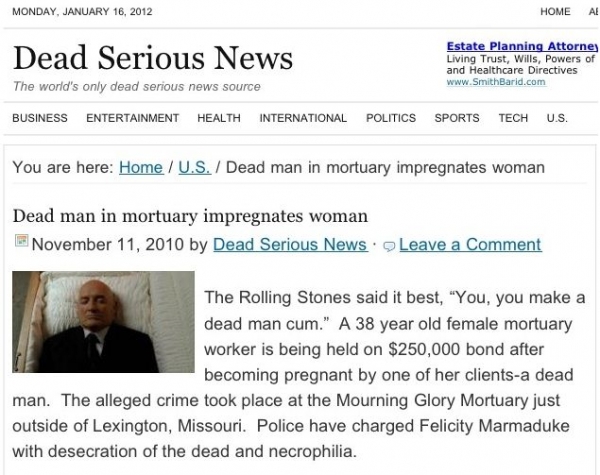 MONDAY, JANUARY 16, 2012 HOME
Dead Serious News
The world's only dead serious news source
Estate Planning Attorney
Living Trust, Wills, Powers of
and Healthcare Directives
www.SmithBarid.com
BUSINESS ENTERTAINMENT HEALTH INTERNATIONAL POLITICS SPORTS TECH U.S.
You are here: Home / U.S. / Dead man in mortuary impregnates woman
Dead man in mortuary impregnates woman
November 11, 2010 by Dead Serious News · Leave a Comment
The Rolling Stones said it best, “You, you make a
dead man cum.” A 38 year old female mortuary
worker is being held on $250,000 bond after
becoming pregnant by one of her clients-a dead
man. The alleged crime took place at the Mourning Glory Mortuary just
outside of Lexington, Missouri. Police have charged Felicity Marmaduke
with desecration of the dead and necrophilia.